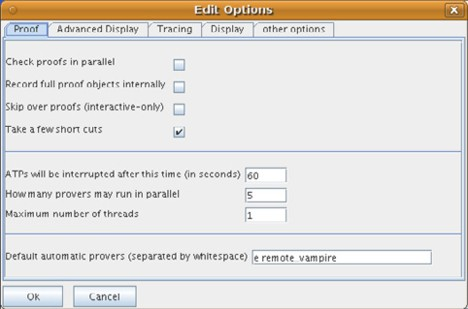 Edit Options
Proof Advanced Display Tracing Display other options
Check proofs in parallel
Record full proof objects internally
Skip over proofs (interactive-only)
Take a few short cuts
ATPs will be interrupted after this time (in seconds) 60
How many provers may run in parallel 5
Maximum number of threads 1
Default automatic provers (separated by whitespace) e remote_vampire
Ok Cancel